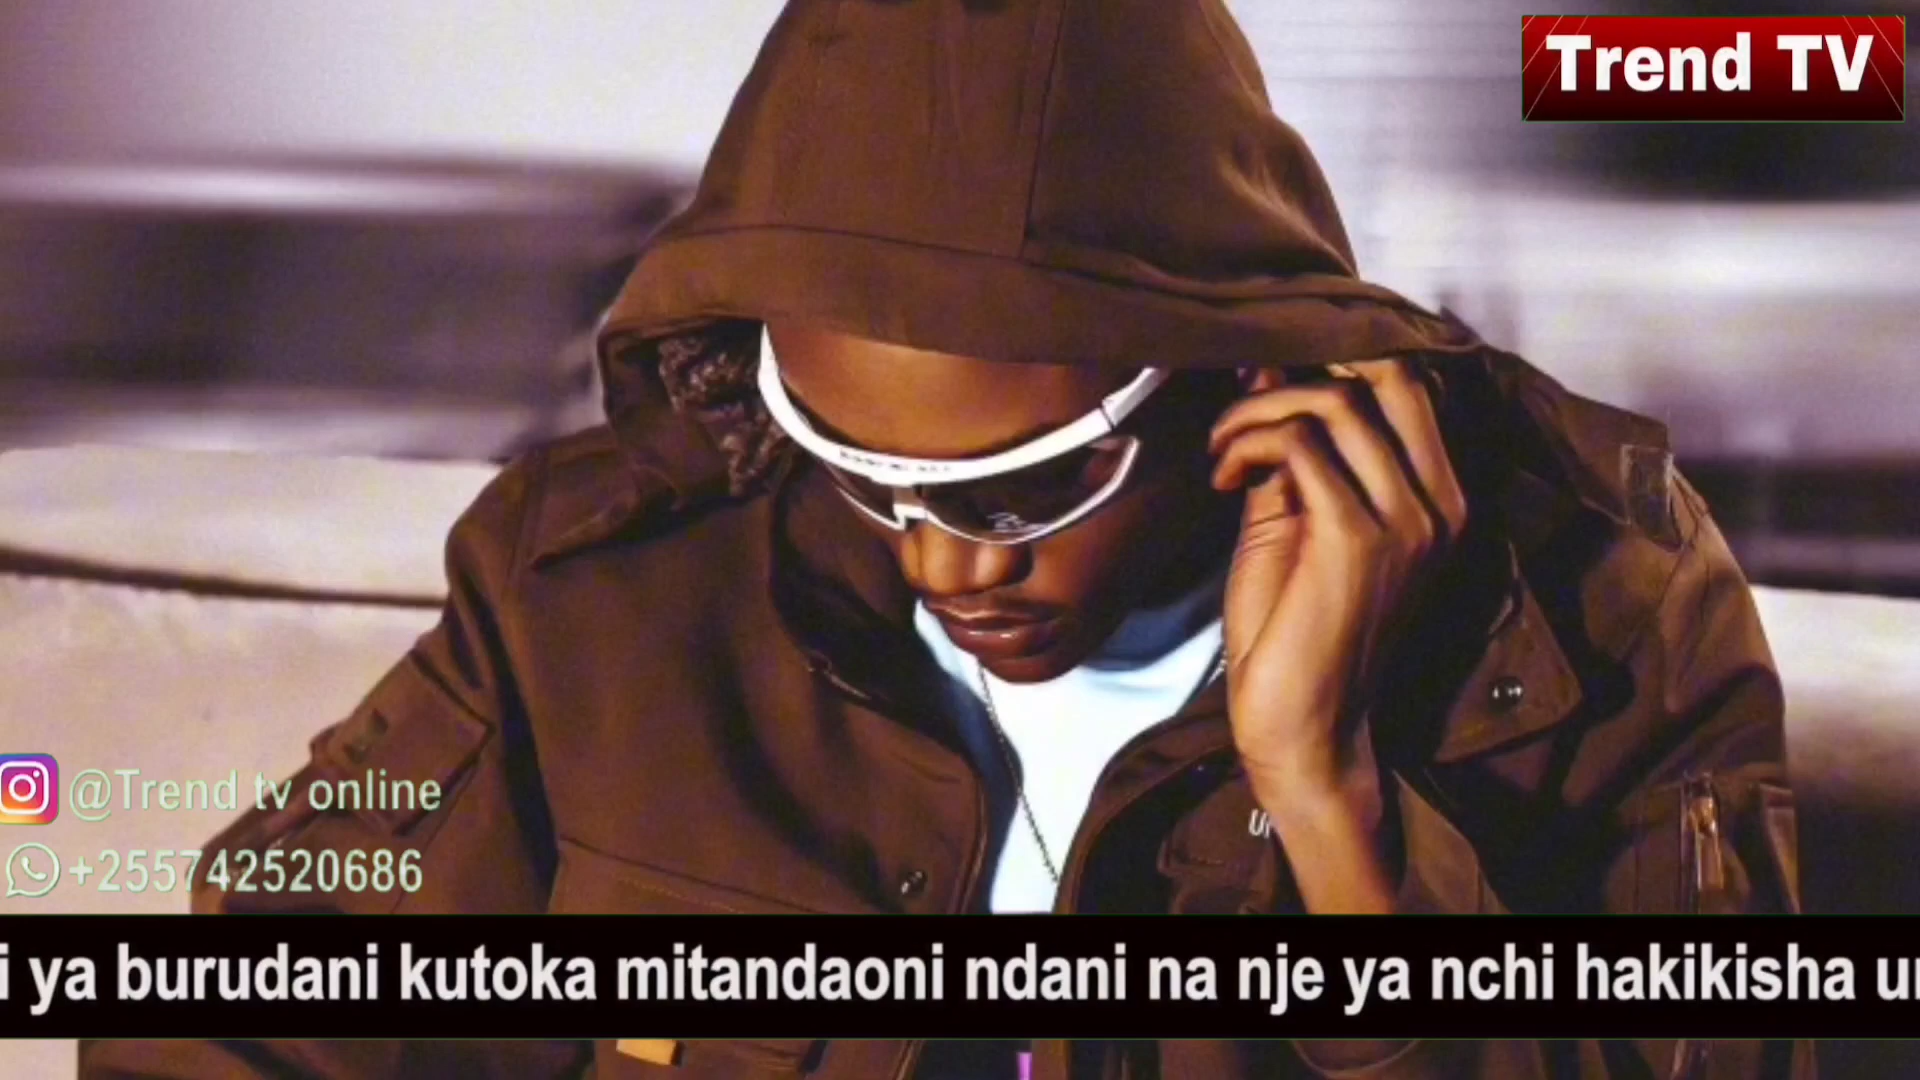 Trend TV
@Trend tv online
+255742520686
i ya burudani kutoka mitandaoni ndani na nje ya nchi hakikisha